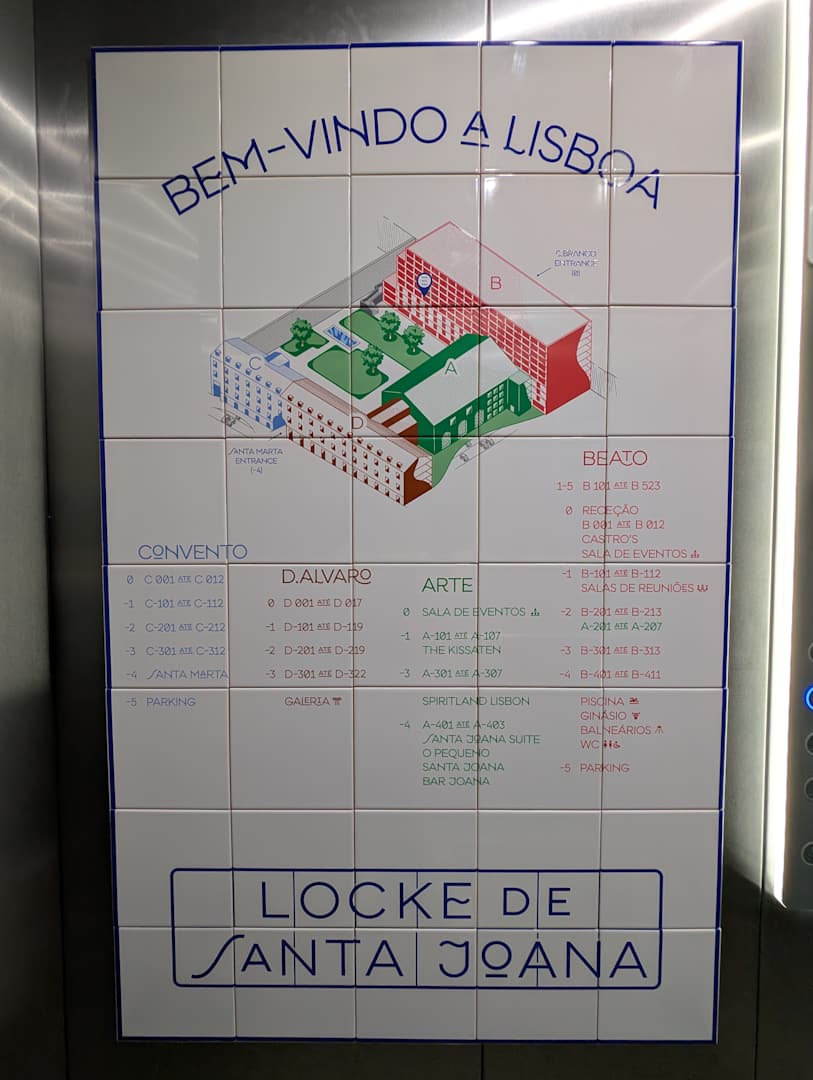 BEM-VINDO A LISBOA
B
C.BRANCO
ENTRANCE
(0)
A
C
D
SANTA MARTA
ENTRANCE
(-4)
CONVENTO
0 C 001 ATÉ C 012
-1 C-101 ATÉ C-112
-2 C-201 ATÉ C-212
-3 C-301 ATÉ C-312
-4 SANTA MARTA
-5 PARKING
D.ALVARO
0 D 001 ATÉ D 017
-1 D-101 ATÉ D-119
-2 D-201 ATÉ D-219
-3 D-301 ATÉ D-322
GALERIA
ARTE
0 SALA DE EVENTOS
-1 A-101 ATÉ A-107
THE KISSATEN
-3 A-301 ATÉ A-307
SPIRITLAND LISBON
-4 A-401 ATÉ A-403
SANTA JOANA SUITE
O PEQUENO
SANTA JOANA
BAR JOANA
BEATO
1-5 B 101 ATÉ B 523
0 RECEÇÃO
B 001 ATÉ B 012
CASTRO'S
SALA DE EVENTOS
-1 B-101 ATÉ B-112
SALAS DE REUNIÕES
-2 B-201 ATÉ B-213
A-201 ATÉ A-207
-3 B-301 ATÉ B-313
-4 B-401 ATÉ B-411
PISCINA
GINÁSIO
BALNEÁRIOS
WC
-5 PARKING
LOCKE DE
SANTA JOANA